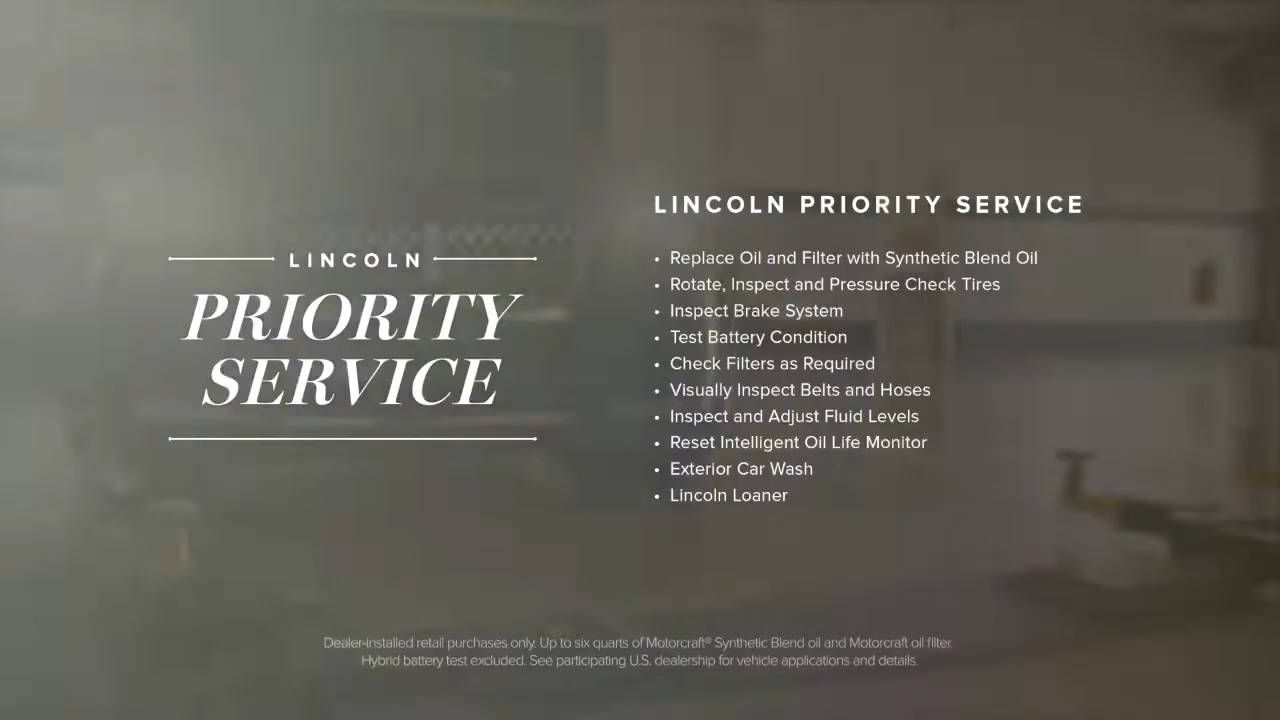 LINCOLN
PRIORITY
SERVICE
LINCOLN PRIORITY SERVICE
• Replace Oil and Filter with Synthetic Blend Oil
• Rotate, Inspect and Pressure Check Tires
• Inspect Brake System
• Test Battery Condition
• Check Filters as Required
• Visually Inspect Belts and Hoses
• Inspect and Adjust Fluid Levels
• Reset Intelligent Oil Life Monitor
• Exterior Car Wash
• Lincoln Loaner
Dealer-installed retail purchases only. Up to six quarts of Motorcraft® Synthetic Blend oil and Motorcraft oil filter.
Hybrid battery test excluded. See participating U.S. dealership for vehicle applications and details.